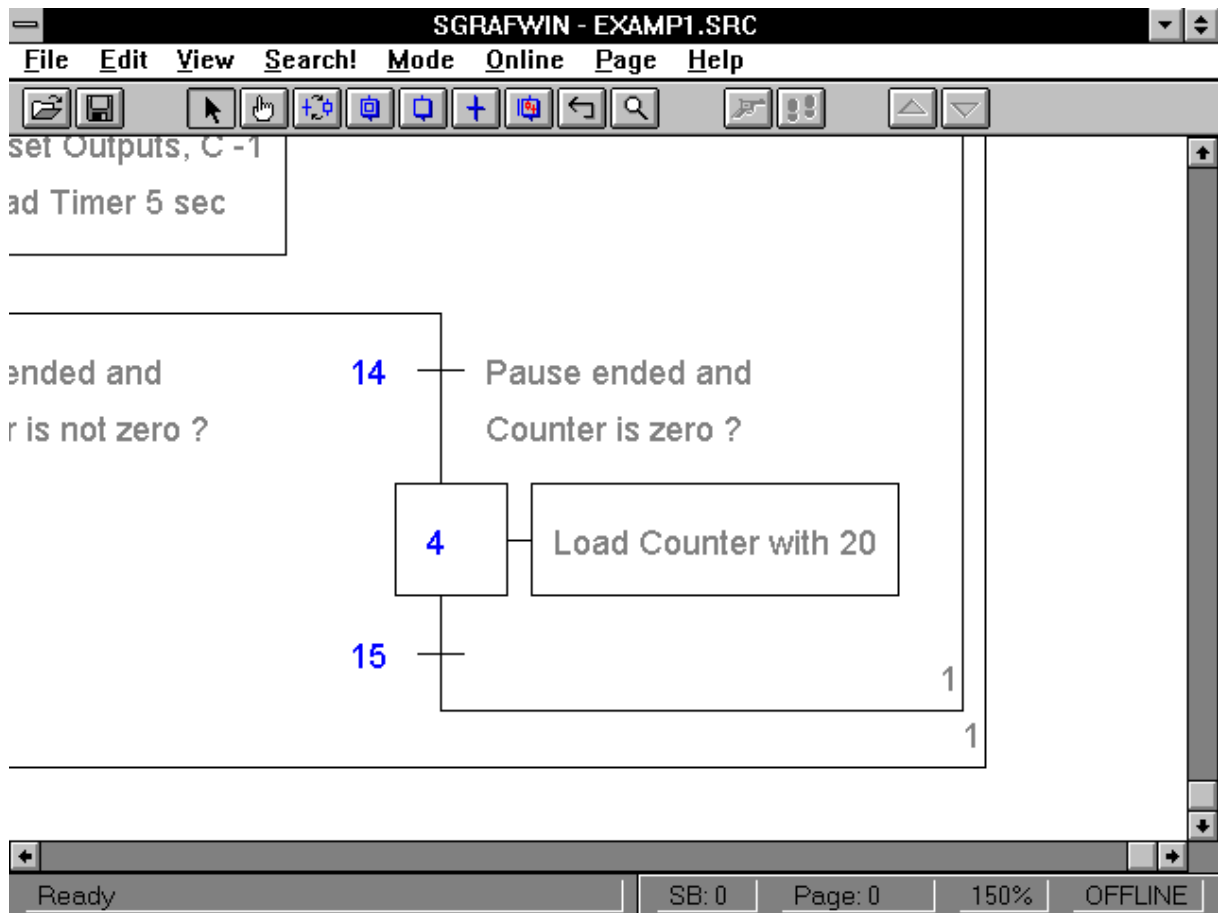 SGRAFWIN - EXAMP1.SRC
File Edit View Search! Mode Online Page Help
set Outputs, C -1
ad Timer 5 sec
ended and
r is not zero ?
14
Pause ended and
Counter is zero ?
4
Load Counter with 20
15
1
1
Ready
SB: 0
Page: 0
150%
OFFLINE